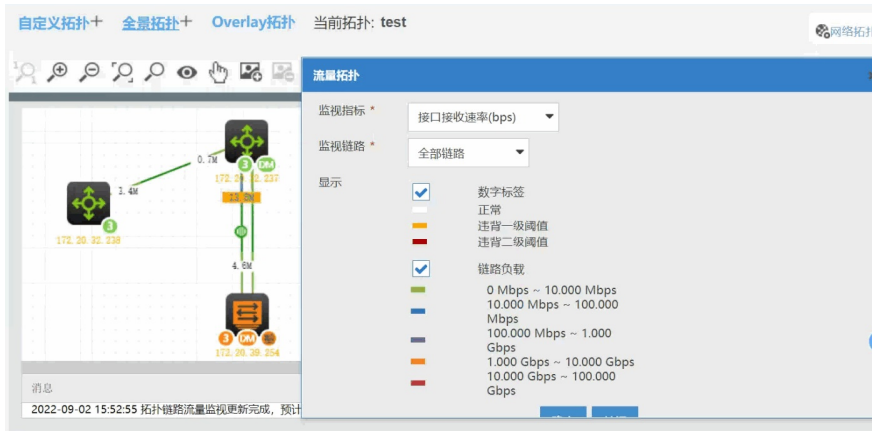 自定义拓扑+ 全景拓扑+ Overlay拓扑 当前拓扑: test
网络拓扑
流量拓扑
监视指标 * 接口接收速率(bps)
监视链路 * 全部链路
显示
数字标签
正常
违背一级阈值
违背二级阈值
链路负载
0 Mbps ~ 10.000 Mbps
10.000 Mbps ~ 100.000
Mbps
100.000 Mbps ~ 1.000
Gbps
1.000 Gbps ~ 10.000 Gbps
10.000 Gbps ~ 100.000
Gbps
0.7M
3 DM
3.4M
3
172.20.32.238
4.6M
3 DM
172.20.29.254
消息
2022-09-02 15:52:55 拓扑链路流量监视更新完成，预计